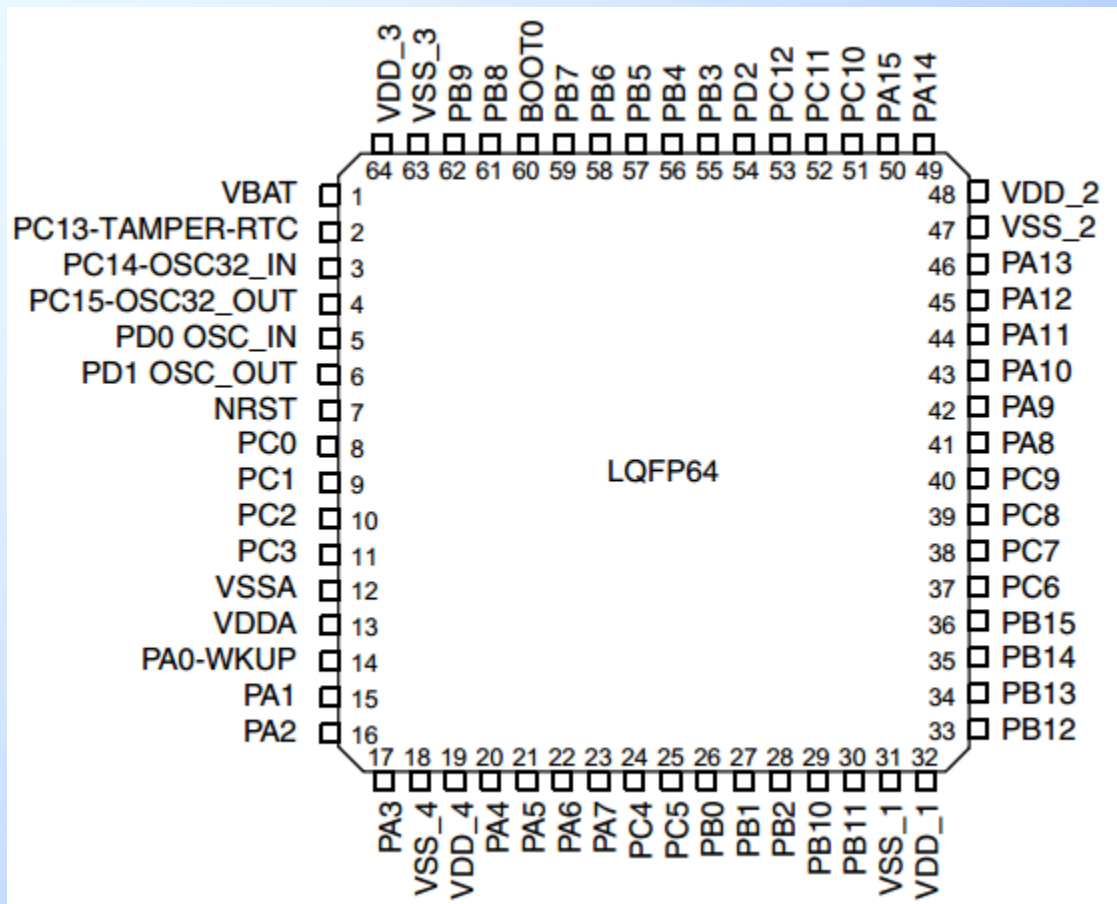 VDD_3
VSS_3
PB9
PB8
BOOT0
PB7
PB6
PB5
PB4
PB3
PD2
PC12
PC11
PC10
PA15
PA14
64 63 62 61 60 59 58 57 56 55 54 53 52 51 50 49
VBAT 1
48 VDD_2
PC13-TAMPER-RTC 2
47 VSS_2
PC14-OSC32_IN 3
46 PA13
PC15-OSC32_OUT 4
45 PA12
PD0 OSC_IN 5
44 PA11
PD1 OSC_OUT 6
43 PA10
NRST 7
42 PA9
PC0 8
41 PA8
PC1 9
LQFP64
40 PC9
PC2 10
39 PC8
PC3 11
38 PC7
VSSA 12
37 PC6
VDDA 13
36 PB15
PA0-WKUP 14
35 PB14
PA1 15
34 PB13
PA2 16
33 PB12
17 18 19 20 21 22 23 24 25 26 27 28 29 30 31 32
PA3
VSS_4
VDD_4
PA4
PA5
PA6
PA7
PC4
PC5
PB0
PB1
PB2
PB10
PB11
VSS_1
VDD_1